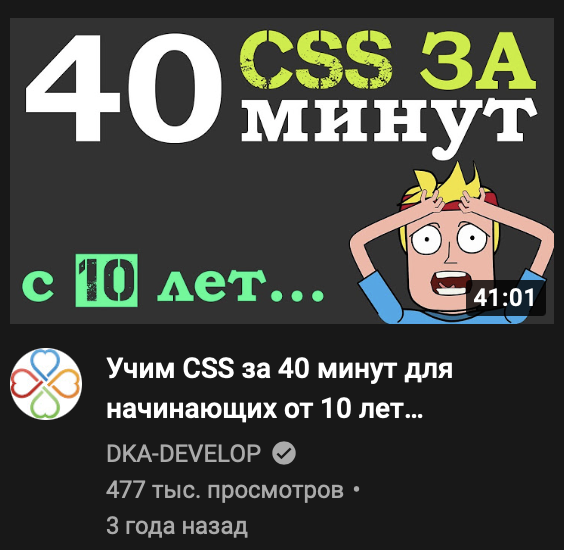 40 CSS ЗА
минут
с 10 лет...
41:01
Учим CSS за 40 минут для
начинающих от 10 лет...
DKA-DEVELOP
477 тыс. просмотров •
3 года назад